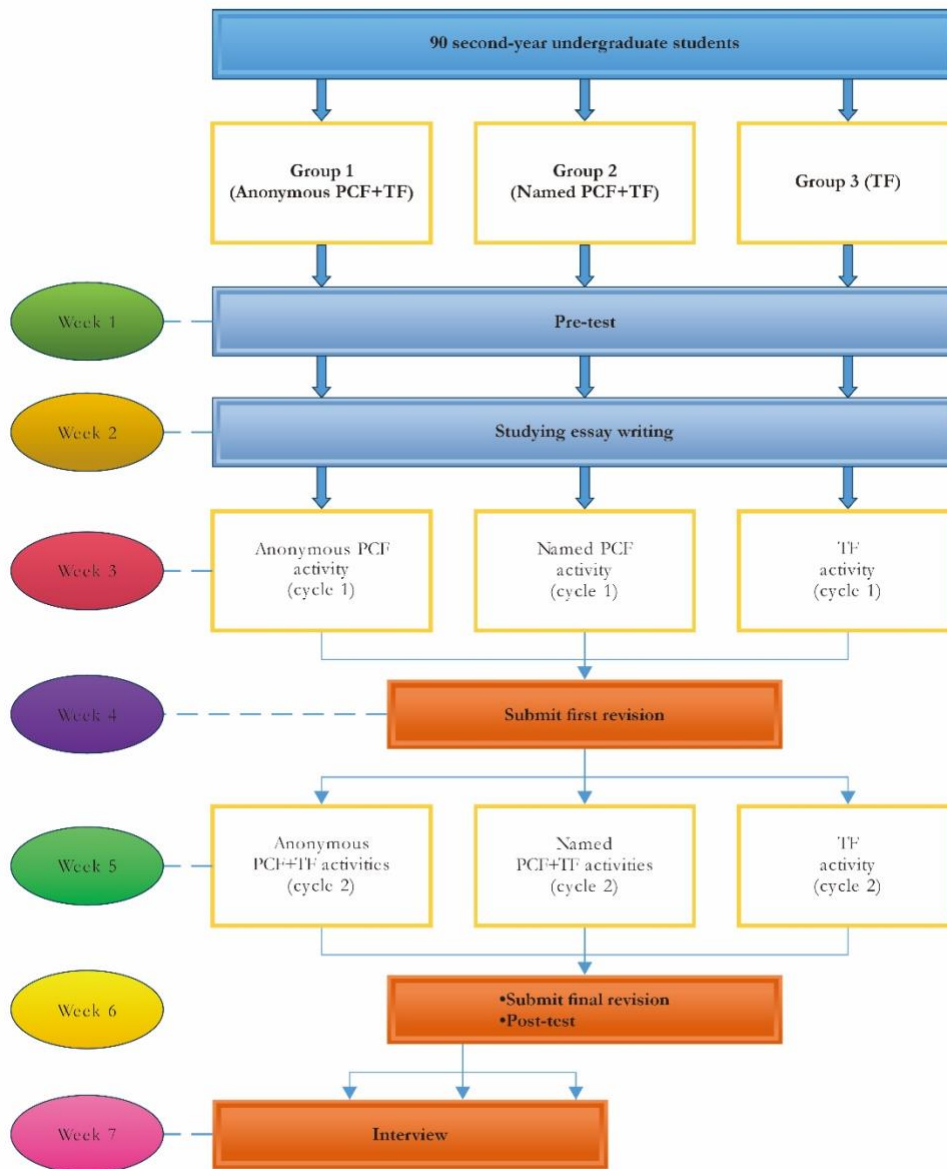 90 second-year undergraduate students
Group 1
(Anonymous PCF+TF)
Group 2
(Named PCF+TF)
Group 3 (TF)
Week 1
Pre-test
Week 2
Studying essay writing
Week 3
Anonymous PCF
activity
(cycle 1)
Named PCF
activity
(cycle 1)
TF
activity
(cycle 1)
Week 4
Submit first revision
Week 5
Anonymous
PCF+TF activities
(cycle 2)
Named
PCF+TF activities
(cycle 2)
TF
activity
(cycle 2)
Week 6
•Submit final revision
•Post-test
Week 7
Interview